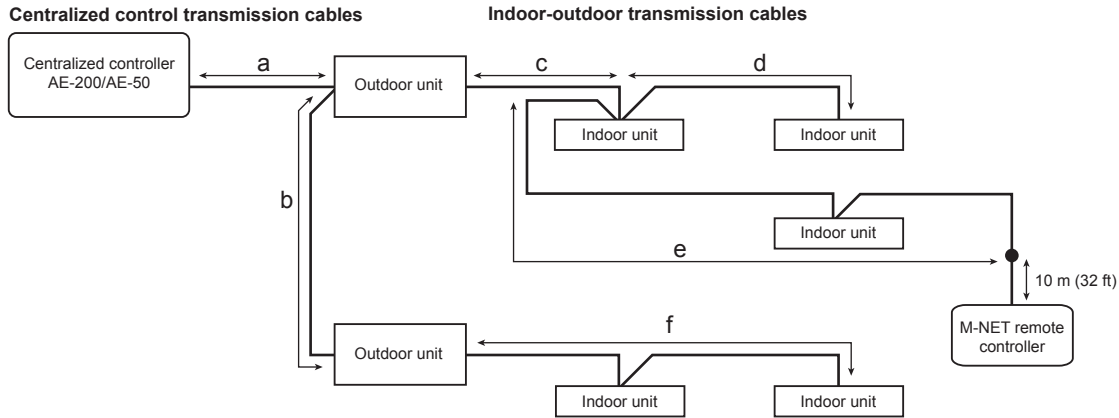 Centralized control transmission cables
Indoor-outdoor transmission cables
Centralized controller
AE-200/AE-50
a
Outdoor unit
c
d
Indoor unit
Indoor unit
b
Indoor unit
e
10 m (32 ft)
M-NET remote
controller
f
Outdoor unit
Indoor unit
Indoor unit